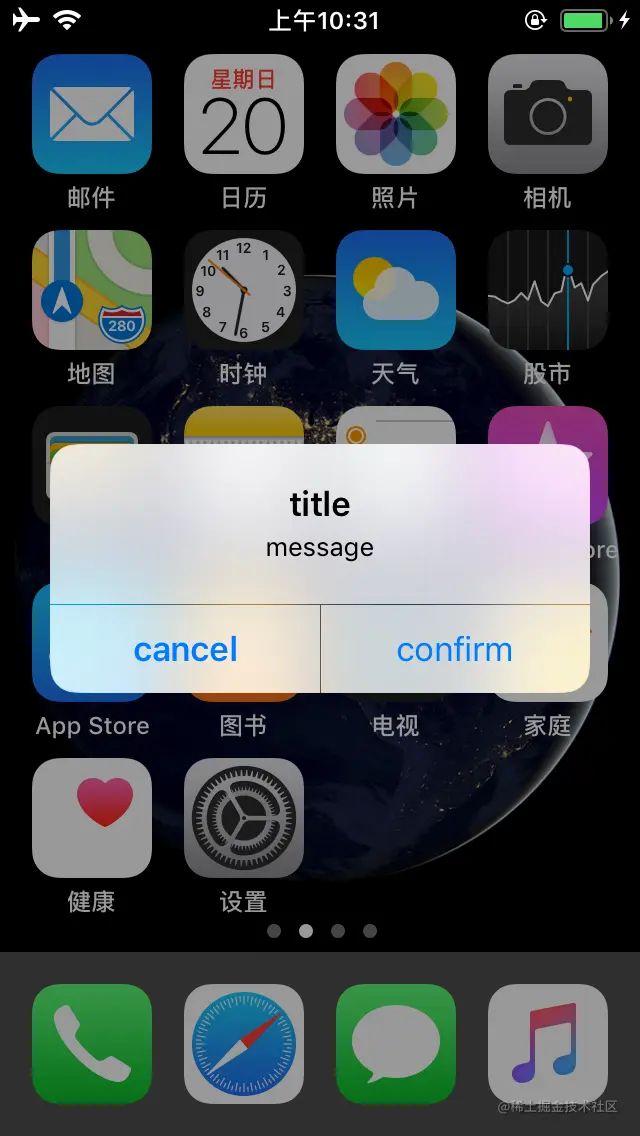 上午10:31
星期日
20
12
11
1
10
2
9
3
8
4
7
5
6
280
邮件
日历
照片
相机
地图
时钟
天气
股市
title
message
cancel
confirm
App Store
图书
电视
家庭
健康
设置
@稀土掘金技术社区